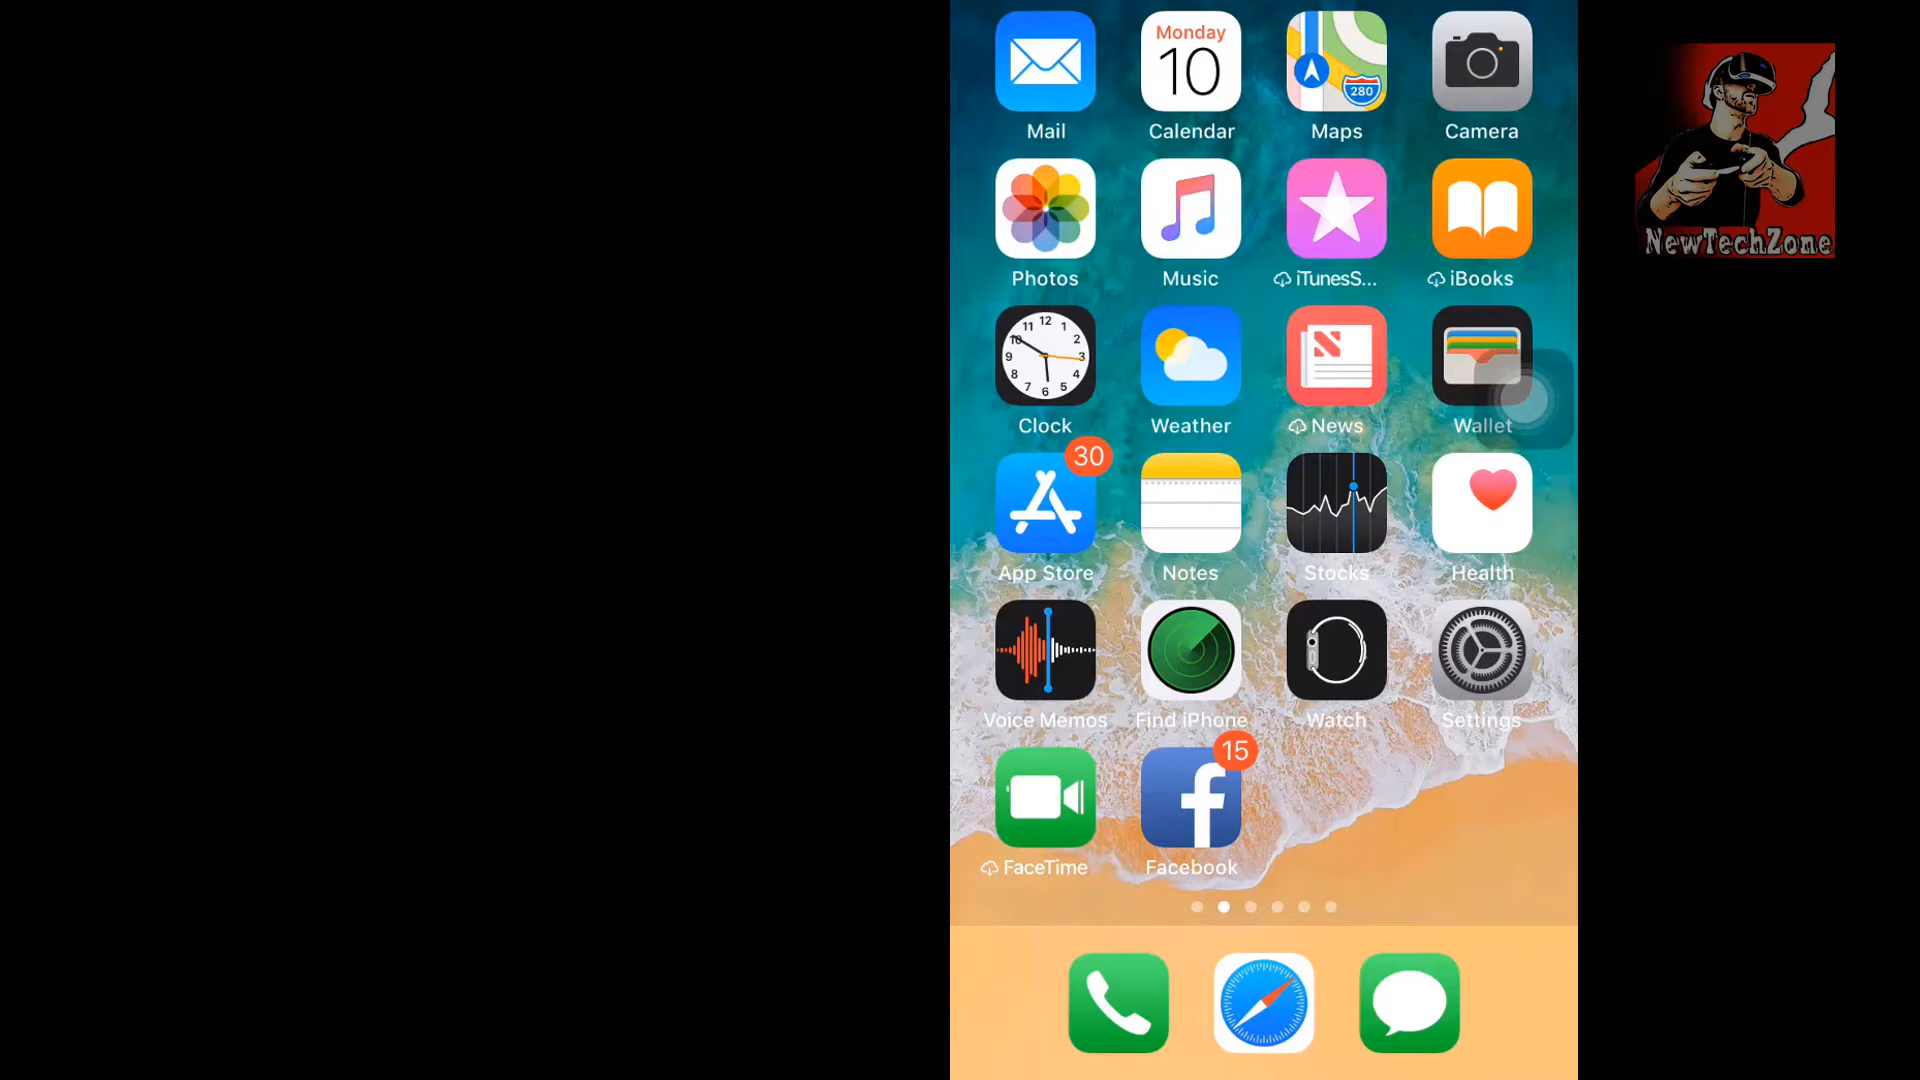 Monday
10
280
Mail
Calendar
Maps
Camera
NewTechZone
Photos
Music
iTunesS...
iBooks
12
11
1
10
2
9
3
8
4
7
5
6
Clock
Weather
News
Wallet
30
App Store
Notes
Stocks
Health
Voice Memos
Find iPhone
Watch
Settings
15
f
FaceTime
Facebook